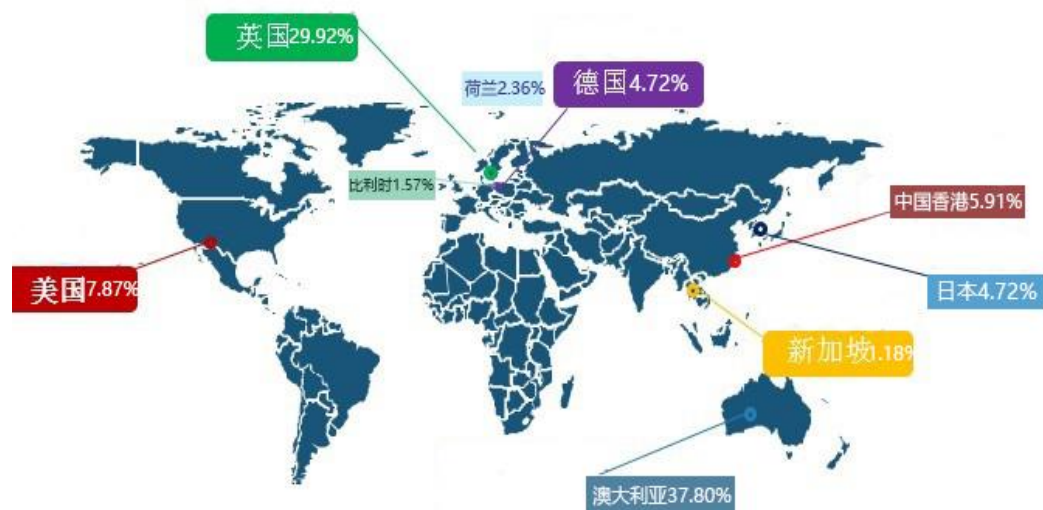 英国29.92%
荷兰2.36%
德国4.72%
比利时1.57%
中国香港5.91%
美国7.87%
日本4.72%
新加坡1.18%
澳大利亚37.80%